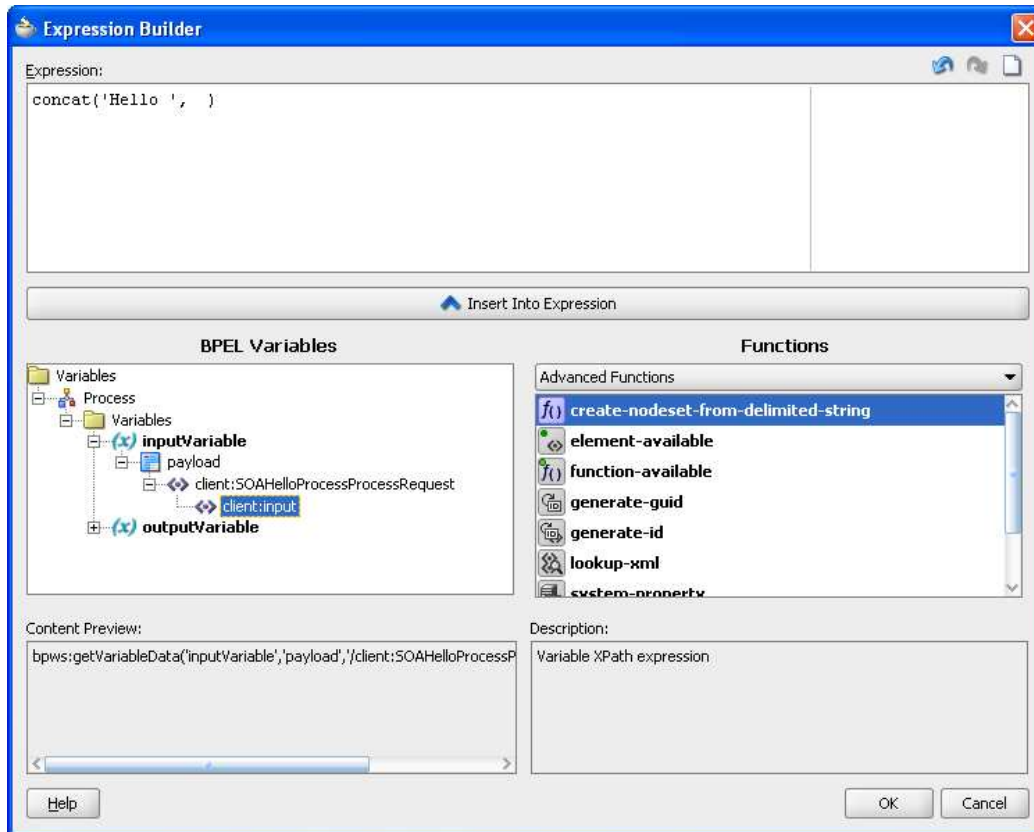 Expression Builder
Expression:
concat('Hello ',  )
Insert Into Expression
BPEL Variables
Variables
Process
Variables
(x) inputVariable
payload
client:SOAHelloProcessProcessRequest
client:input
(x) outputVariable
Functions
Advanced Functions
create-nodeset-from-delimited-string
element-available
function-available
generate-guid
generate-id
lookup-xml
system-property
Content Preview:
bpws:getVariableData('inputVariable','payload','/client:SOAHelloProcessP
Description:
Variable XPath expression
Help
OK
Cancel